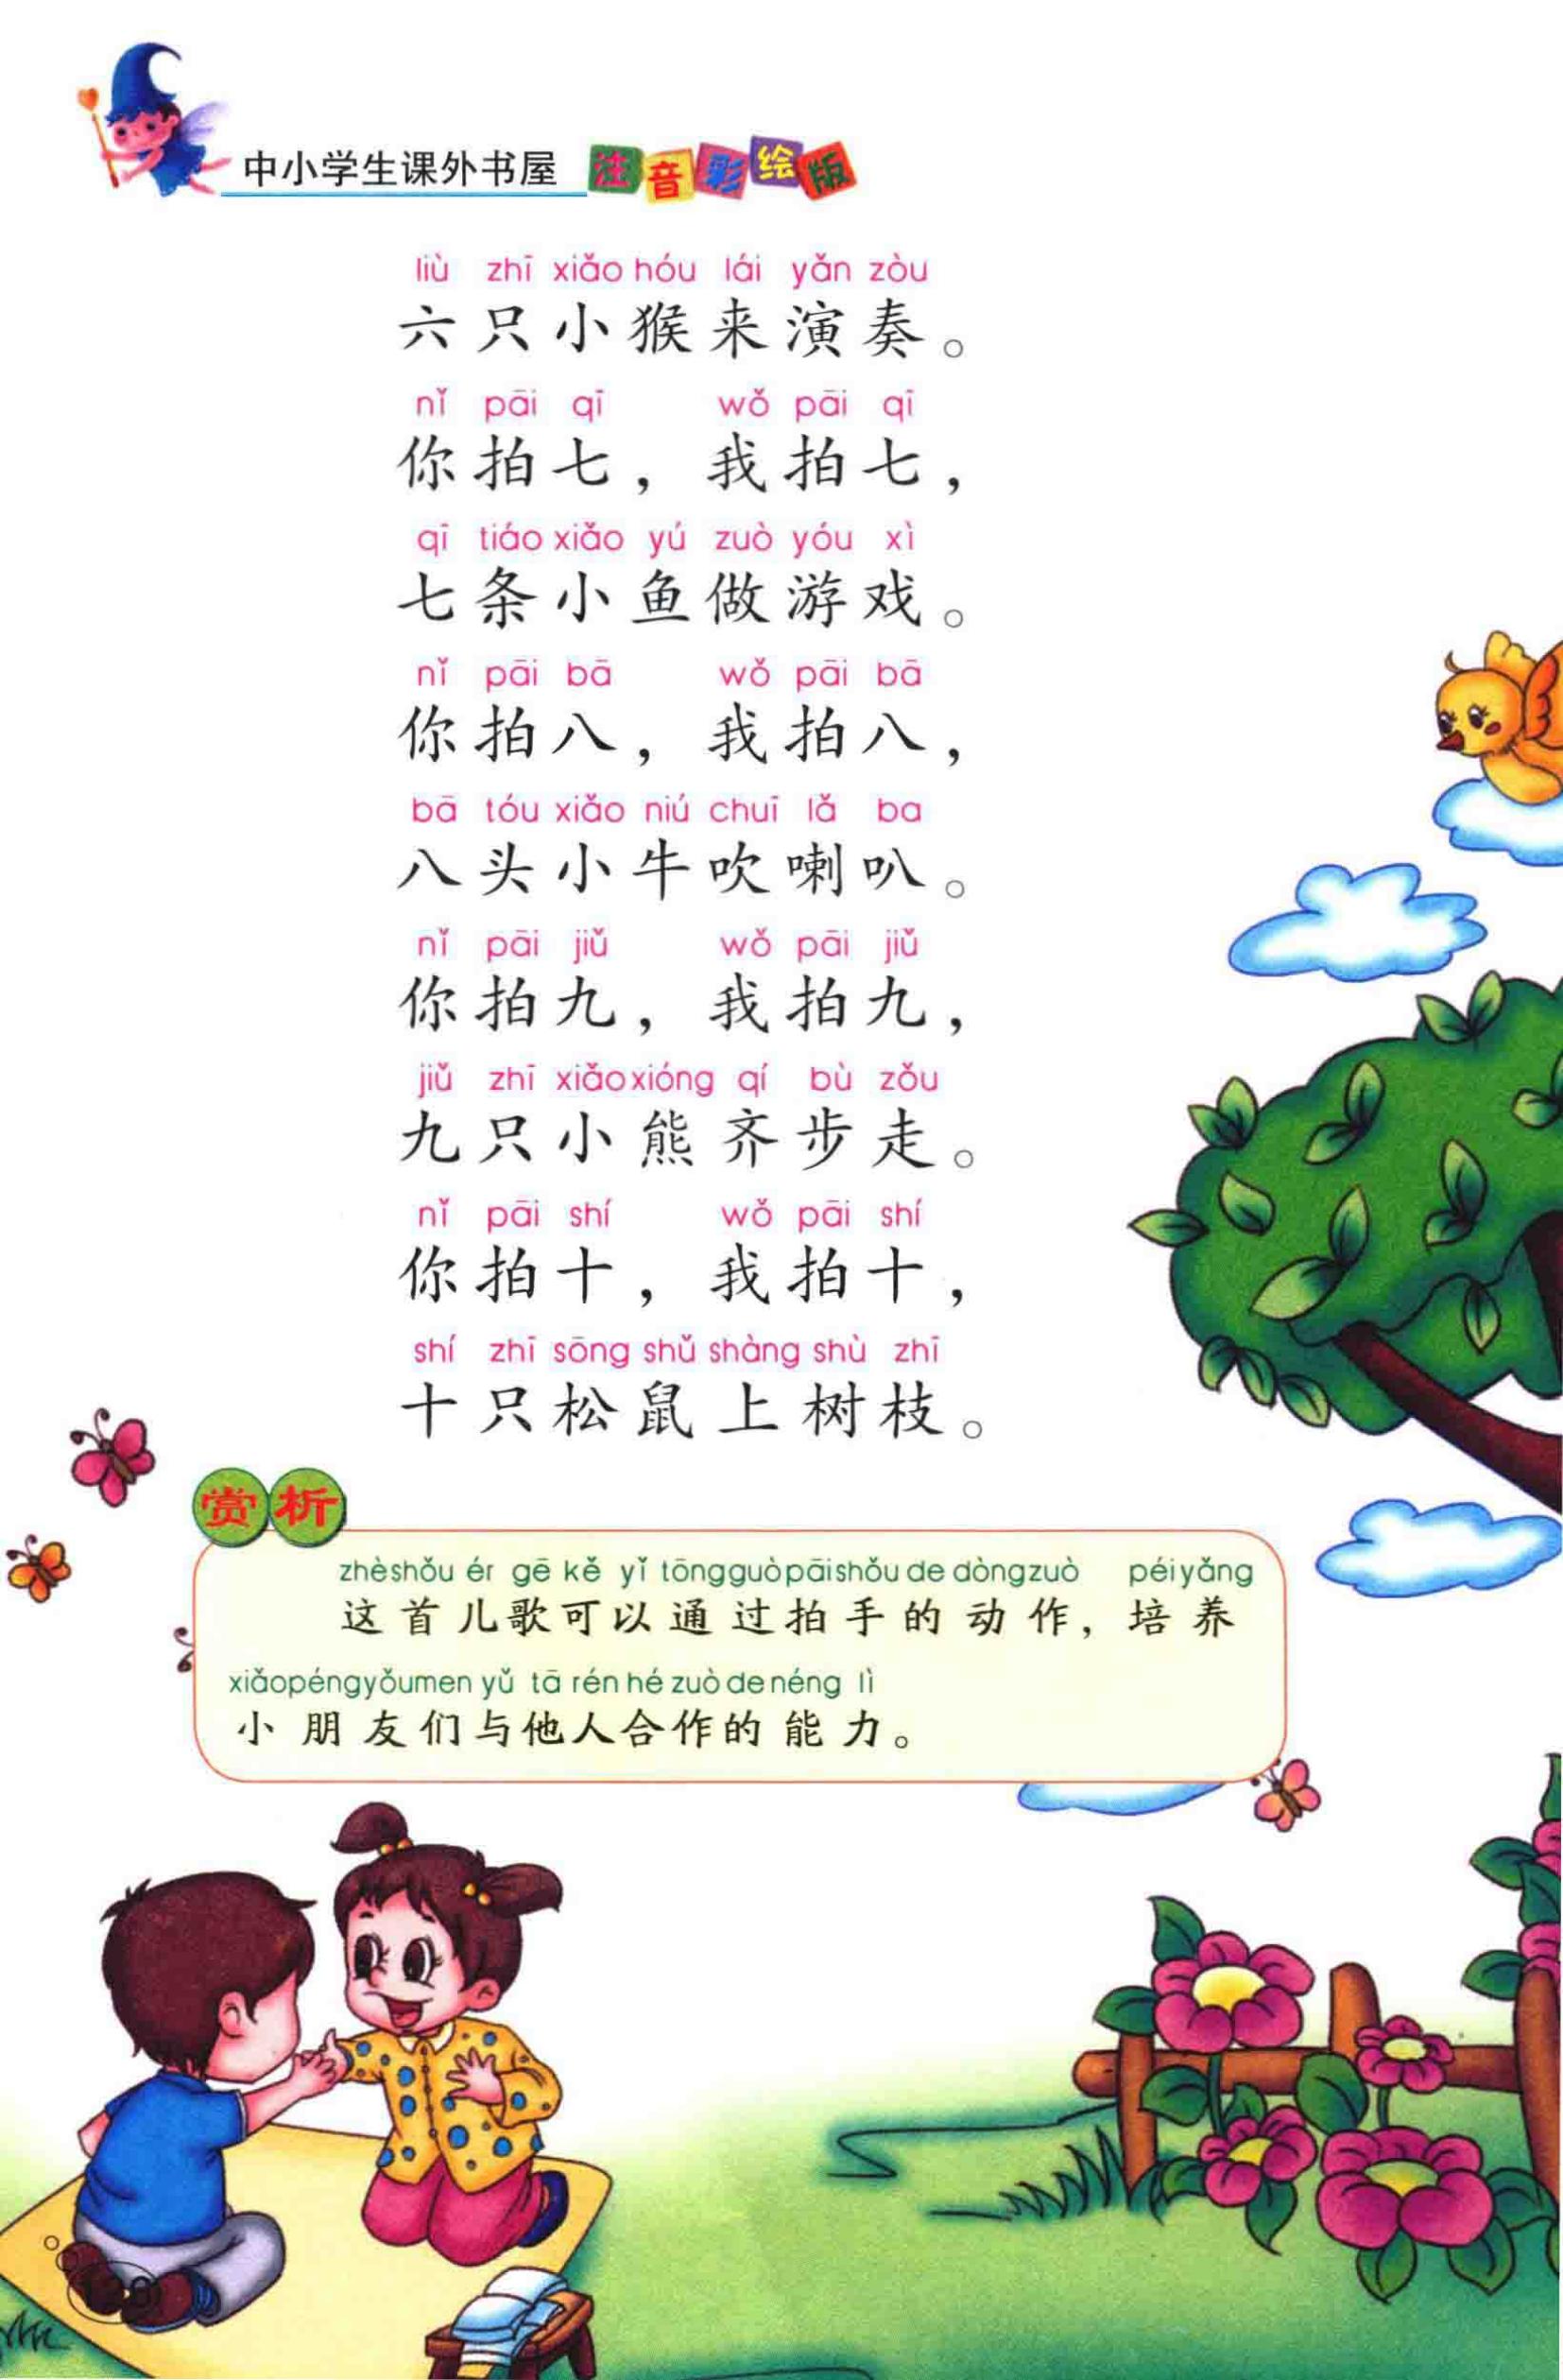 中小学生课外书屋 注音彩绘版
liù zhī xiǎo hóu lái yǎn zòu
六只小猴来演奏。
nǐ pāi qī wǒ pāi qī
你拍七，我拍七，
qī tiáo xiǎo yú zuò yóu xì
七条小鱼做游戏。
nǐ pāi bā wǒ pāi bā
你拍八，我拍八，
bā tóu xiǎo niú chuī lǎ ba
八头小牛吹喇叭。
nǐ pāi jiǔ wǒ pāi jiǔ
你拍九，我拍九，
jiǔ zhī xiǎo xióng qí bù zǒu
九只小熊齐步走。
nǐ pāi shí wǒ pāi shí
你拍十，我拍十，
shí zhī sōng shǔ shàng shù zhī
十只松鼠上树枝。
赏析
zhè shǒu ér gē kě yǐ tōng guò pāi shǒu de dòng zuò péi yǎng
这首儿歌可以通过拍手的动作，培养
xiǎo péng yǒu men yǔ tā rén hé zuò de néng lì
小朋友们与他人合作的能力。